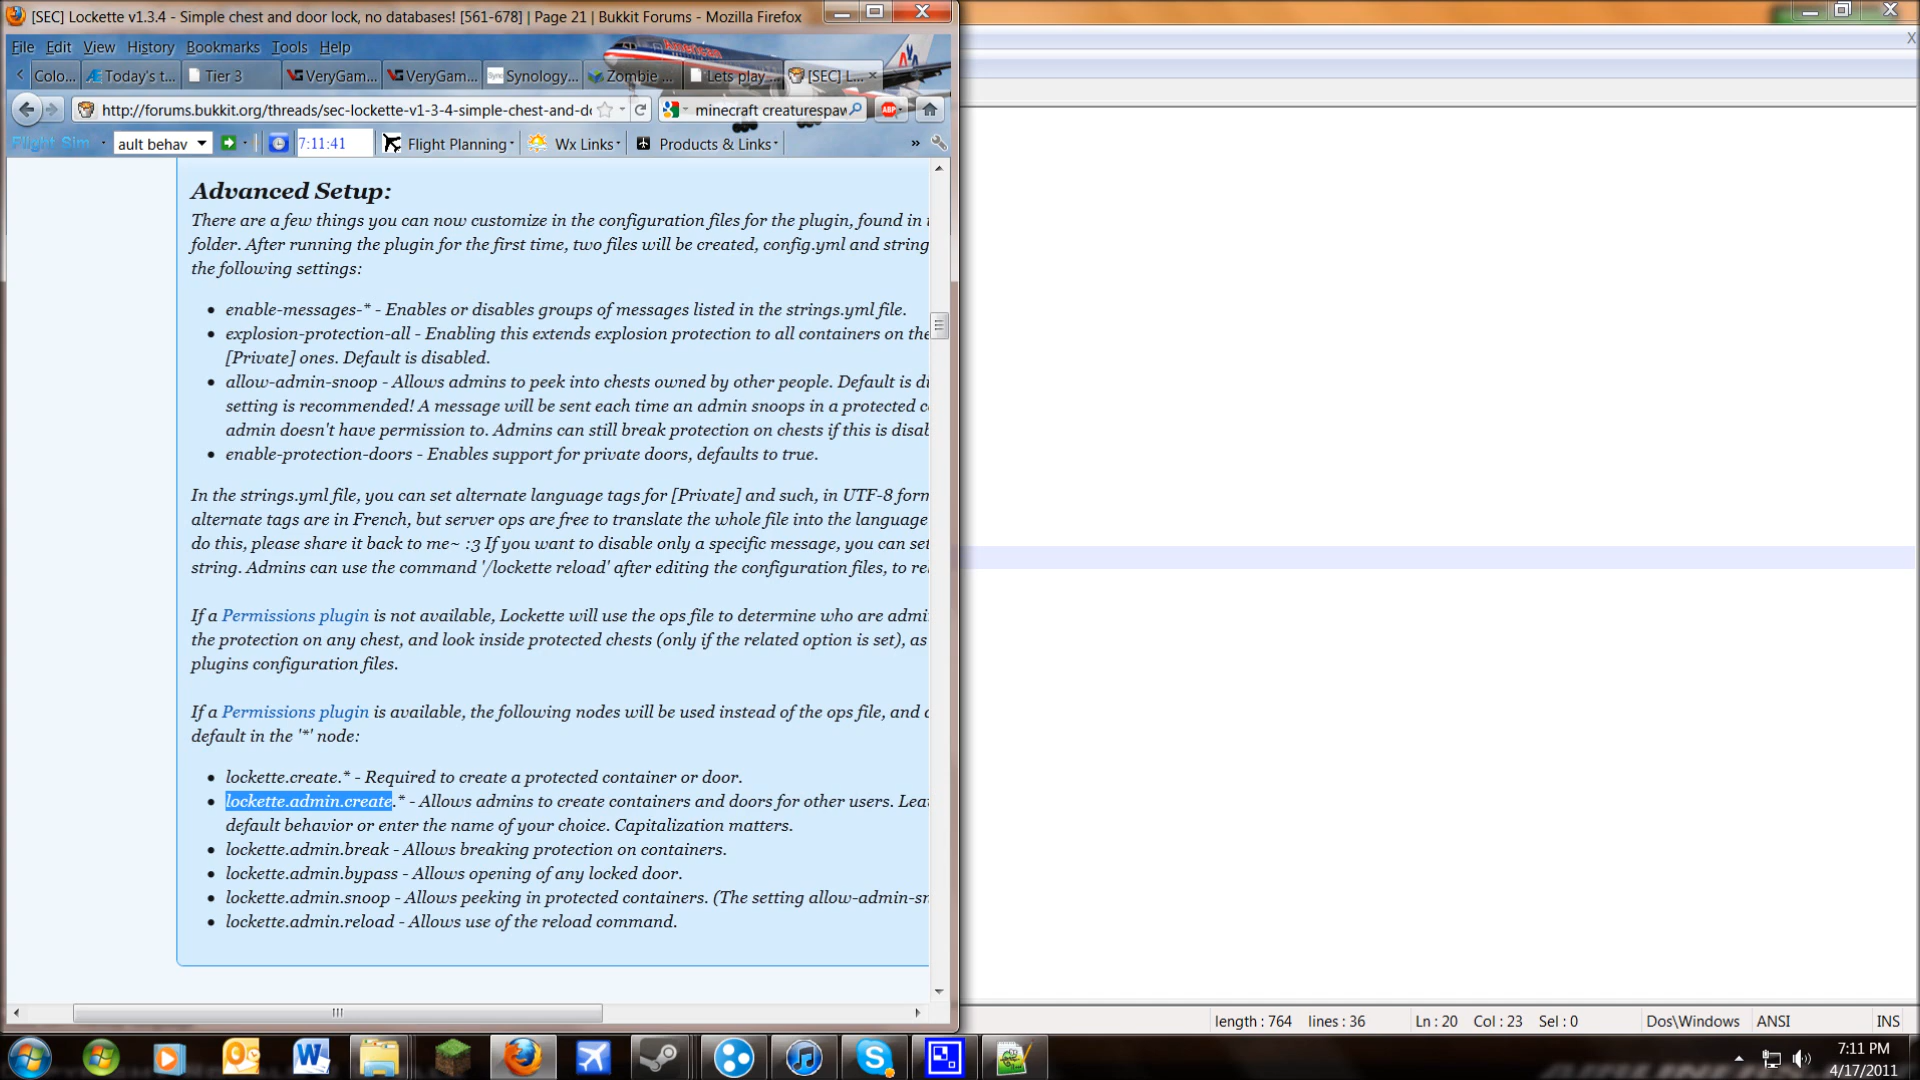 [SEC] Lockette v1.3.4 - Simple chest and door lock, no databases! [561-678] | Page 21 | Bukkit Forums - Mozilla Firefox
File Edit View History Bookmarks Tools Help
Colo... Today's t... Tier 3 VeryGam... VeryGam... Synology... Zombie ... Lets play ... [SEC] L...
http://forums.bukkit.org/threads/sec-lockette-v1-3-4-simple-chest-and-do minecraft creaturespaw ABP
Flight Sim ault behav 7:11:41 Flight Planning Wx Links Products & Links »
Advanced Setup:
There are a few things you can now customize in the configuration files for the plugin, found in
folder. After running the plugin for the first time, two files will be created, config.yml and string
the following settings:
enable-messages-* - Enables or disables groups of messages listed in the strings.yml file.
explosion-protection-all - Enabling this extends explosion protection to all containers on the
[Private] ones. Default is disabled.
allow-admin-snoop - Allows admins to peek into chests owned by other people. Default is di
setting is recommended! A message will be sent each time an admin snoops in a protected c
admin doesn't have permission to. Admins can still break protection on chests if this is disab
enable-protection-doors - Enables support for private doors, defaults to true.
In the strings.yml file, you can set alternate language tags for [Private] and such, in UTF-8 form
alternate tags are in French, but server ops are free to translate the whole file into the language
do this, please share it back to me~ :3 If you want to disable only a specific message, you can set
string. Admins can use the command '/lockette reload' after editing the configuration files, to re
If a Permissions plugin is not available, Lockette will use the ops file to determine who are admi
the protection on any chest, and look inside protected chests (only if the related option is set), as
plugins configuration files.
If a Permissions plugin is available, the following nodes will be used instead of the ops file, and
default in the '*' node:
lockette.create.* - Required to create a protected container or door.
lockette.admin.create.* - Allows admins to create containers and doors for other users. Lea
default behavior or enter the name of your choice. Capitalization matters.
lockette.admin.break - Allows breaking protection on containers.
lockette.admin.bypass - Allows opening of any locked door.
lockette.admin.snoop - Allows peeking in protected containers. (The setting allow-admin-sn
lockette.admin.reload - Allows use of the reload command.
length : 764 lines : 36 Ln : 20 Col : 23 Sel : 0 Dos\Windows ANSI INS
7:11 PM
4/17/2011